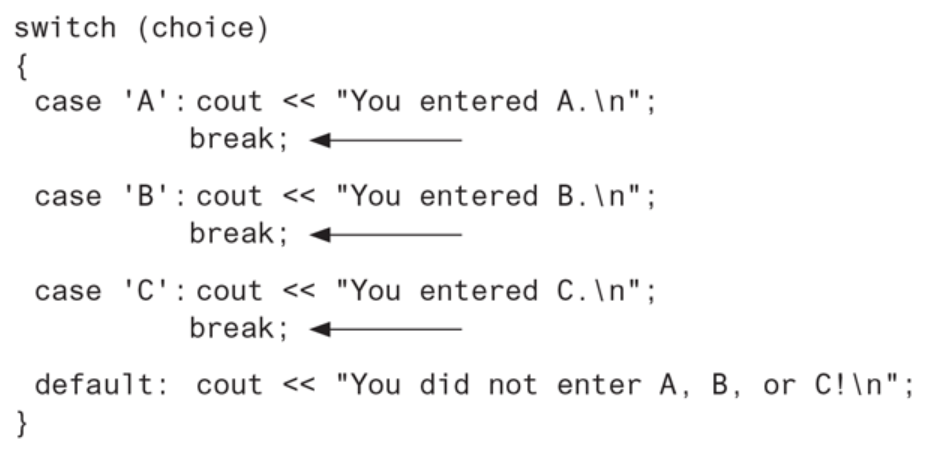 switch (choice)
{
case 'A': cout << "You entered A.\n";
break;
case 'B': cout << "You entered B.\n";
break;
case 'C': cout << "You entered C.\n";
break;
default: cout << "You did not enter A, B, or C!\n";
}